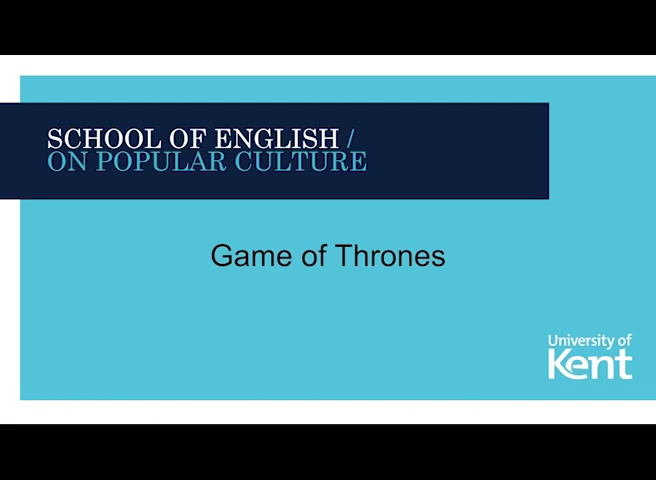 SCHOOL OF ENGLISH /
ON POPULAR CULTURE
Game of Thrones
University of
Kent